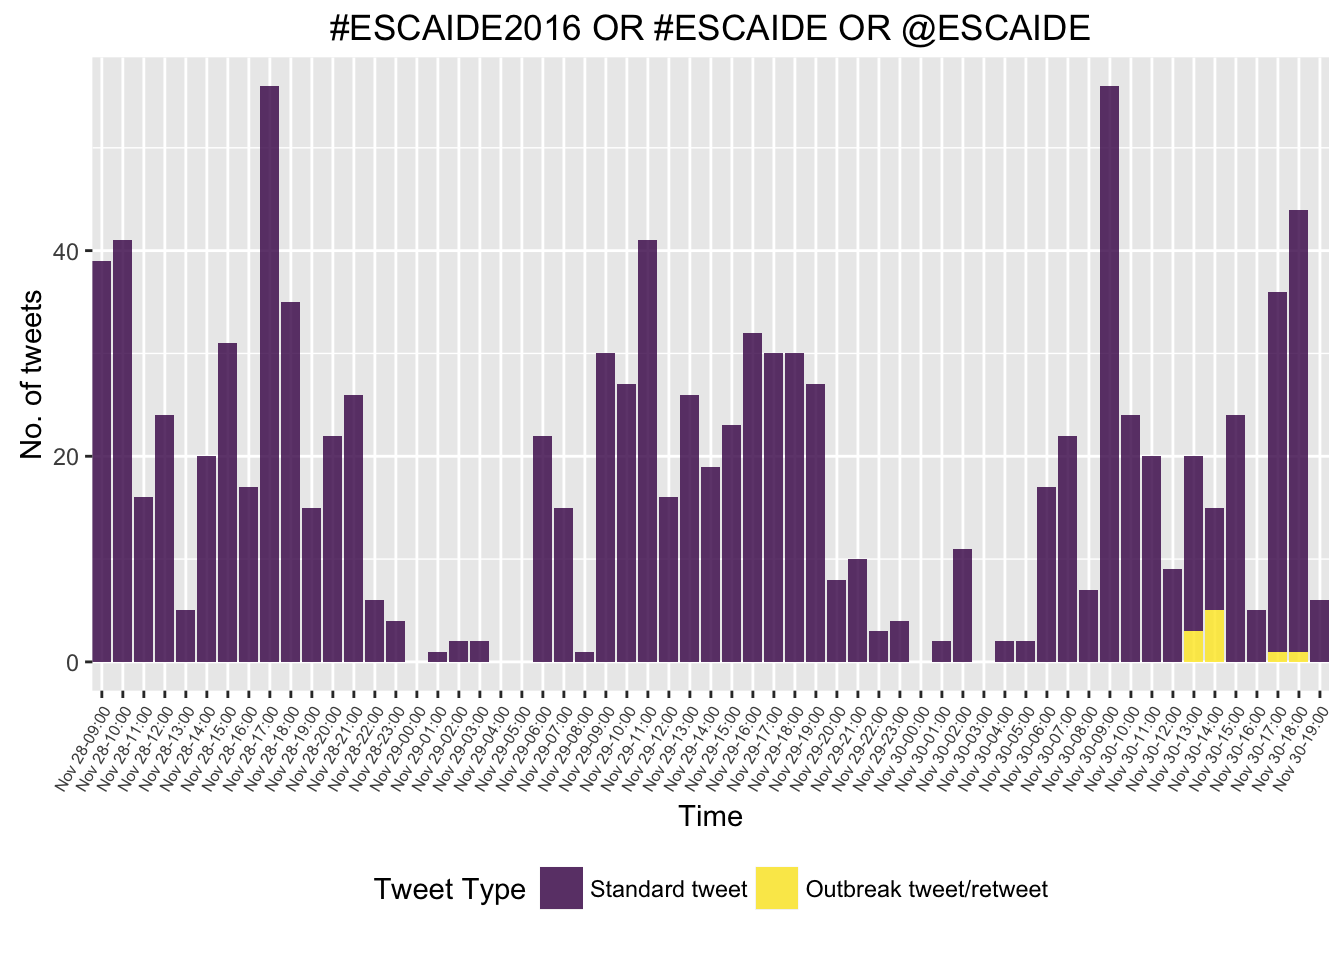 #ESCAIDE2016 OR #ESCAIDE OR @ESCAIDE
No. of tweets
40
20
0
Nov 28-09:00
Nov 28-10:00
Nov 28-11:00
Nov 28-12:00
Nov 28-13:00
Nov 28-14:00
Nov 28-15:00
Nov 28-16:00
Nov 28-17:00
Nov 28-18:00
Nov 28-19:00
Nov 28-20:00
Nov 28-21:00
Nov 28-22:00
Nov 28-23:00
Nov 29-00:00
Nov 29-01:00
Nov 29-02:00
Nov 29-03:00
Nov 29-04:00
Nov 29-05:00
Nov 29-06:00
Nov 29-07:00
Nov 29-08:00
Nov 29-09:00
Nov 29-10:00
Nov 29-11:00
Nov 29-12:00
Nov 29-13:00
Nov 29-14:00
Nov 29-15:00
Nov 29-16:00
Nov 29-17:00
Nov 29-18:00
Nov 29-19:00
Nov 29-20:00
Nov 29-21:00
Nov 29-22:00
Nov 29-23:00
Nov 30-00:00
Nov 30-01:00
Nov 30-02:00
Nov 30-03:00
Nov 30-04:00
Nov 30-05:00
Nov 30-06:00
Nov 30-07:00
Nov 30-08:00
Nov 30-09:00
Nov 30-10:00
Nov 30-11:00
Nov 30-12:00
Nov 30-13:00
Nov 30-14:00
Nov 30-15:00
Nov 30-16:00
Nov 30-17:00
Nov 30-18:00
Nov 30-19:00
Time
Tweet Type Standard tweet Outbreak tweet/retweet